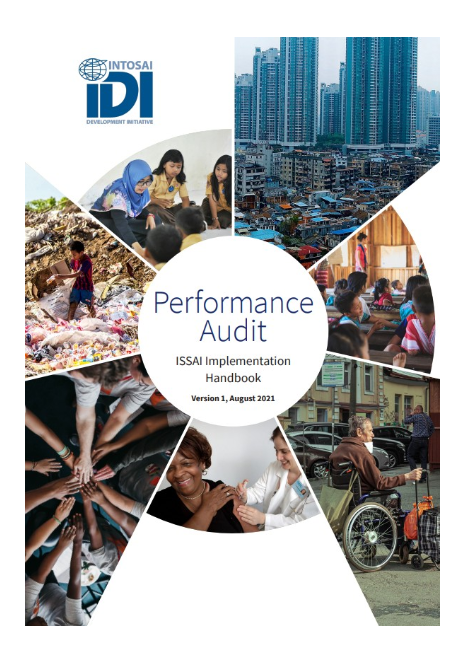 INTOSAI
IDI
DEVELOPMENT INITIATIVE
Performance
Audit
ISSAI Implementation
Handbook
Version 1, August 2021